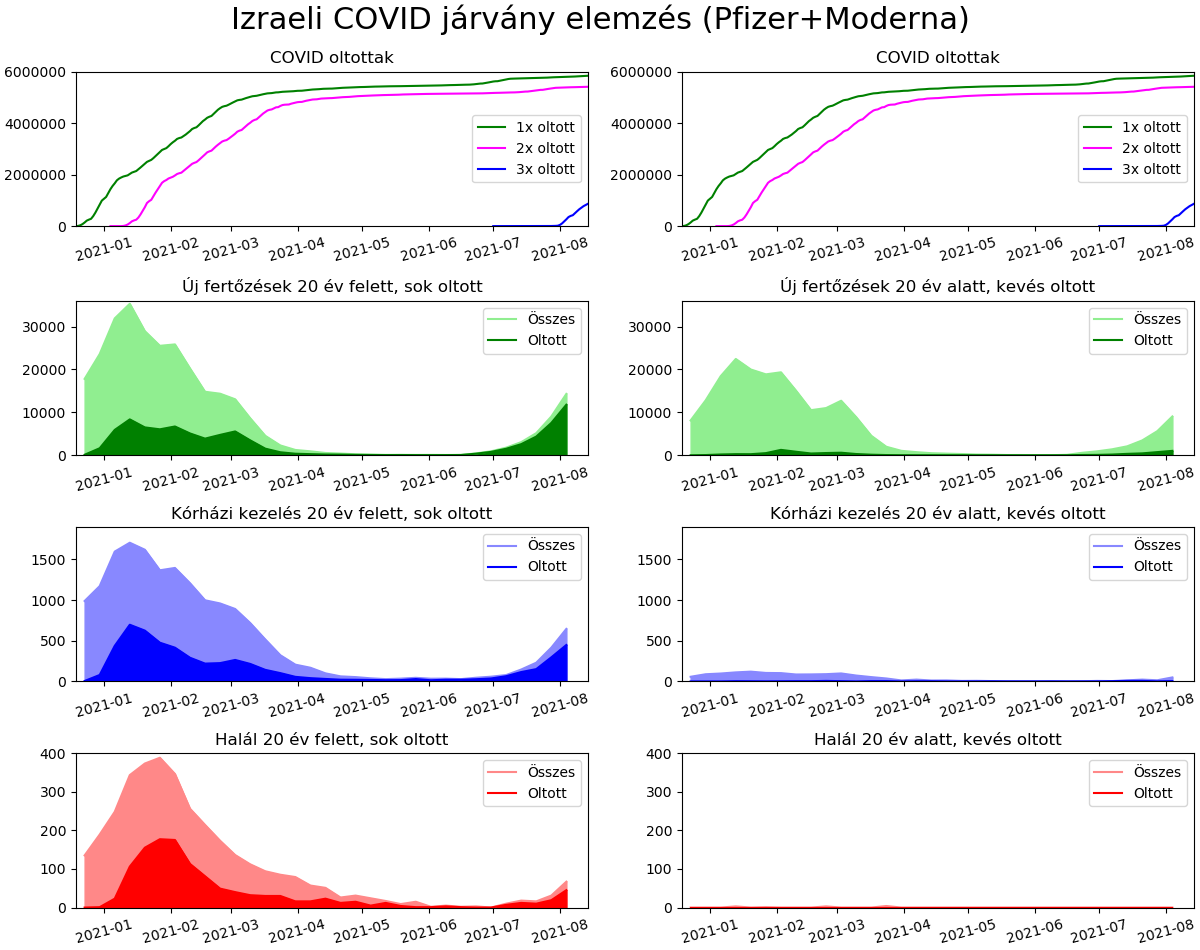 Izraeli COVID járvány elemzés (Pfizer+Moderna)
COVID oltottak
6000000
4000000
2000000
0
1x oltott
2x oltott
3x oltott
2021-01 2021-02 2021-03 2021-04 2021-05 2021-06 2021-07 2021-08
COVID oltottak
6000000
4000000
2000000
0
1x oltott
2x oltott
3x oltott
2021-01 2021-02 2021-03 2021-04 2021-05 2021-06 2021-07 2021-08
Új fertőzések 20 év felett, sok oltott
30000
20000
10000
0
Összes
Oltott
2021-01 2021-02 2021-03 2021-04 2021-05 2021-06 2021-07 2021-08
Új fertőzések 20 év alatt, kevés oltott
30000
20000
10000
0
Összes
Oltott
2021-01 2021-02 2021-03 2021-04 2021-05 2021-06 2021-07 2021-08
Kórházi kezelés 20 év felett, sok oltott
1500
1000
500
0
Összes
Oltott
2021-01 2021-02 2021-03 2021-04 2021-05 2021-06 2021-07 2021-08
Kórházi kezelés 20 év alatt, kevés oltott
1500
1000
500
0
Összes
Oltott
2021-01 2021-02 2021-03 2021-04 2021-05 2021-06 2021-07 2021-08
Halál 20 év felett, sok oltott
400
300
200
100
0
Összes
Oltott
2021-01 2021-02 2021-03 2021-04 2021-05 2021-06 2021-07 2021-08
Halál 20 év alatt, kevés oltott
400
300
200
100
0
Összes
Oltott
2021-01 2021-02 2021-03 2021-04 2021-05 2021-06 2021-07 2021-08